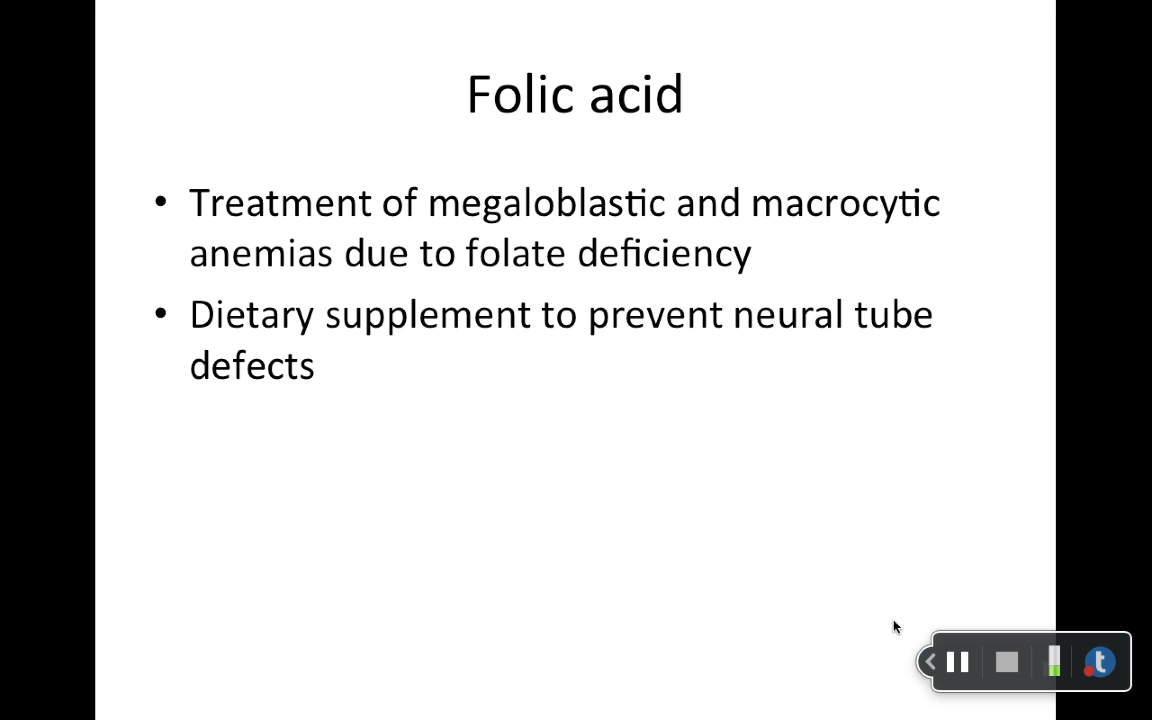 Folic acid
• Treatment of megaloblastic and macrocytic
anemias due to folate deficiency
• Dietary supplement to prevent neural tube
defects
t